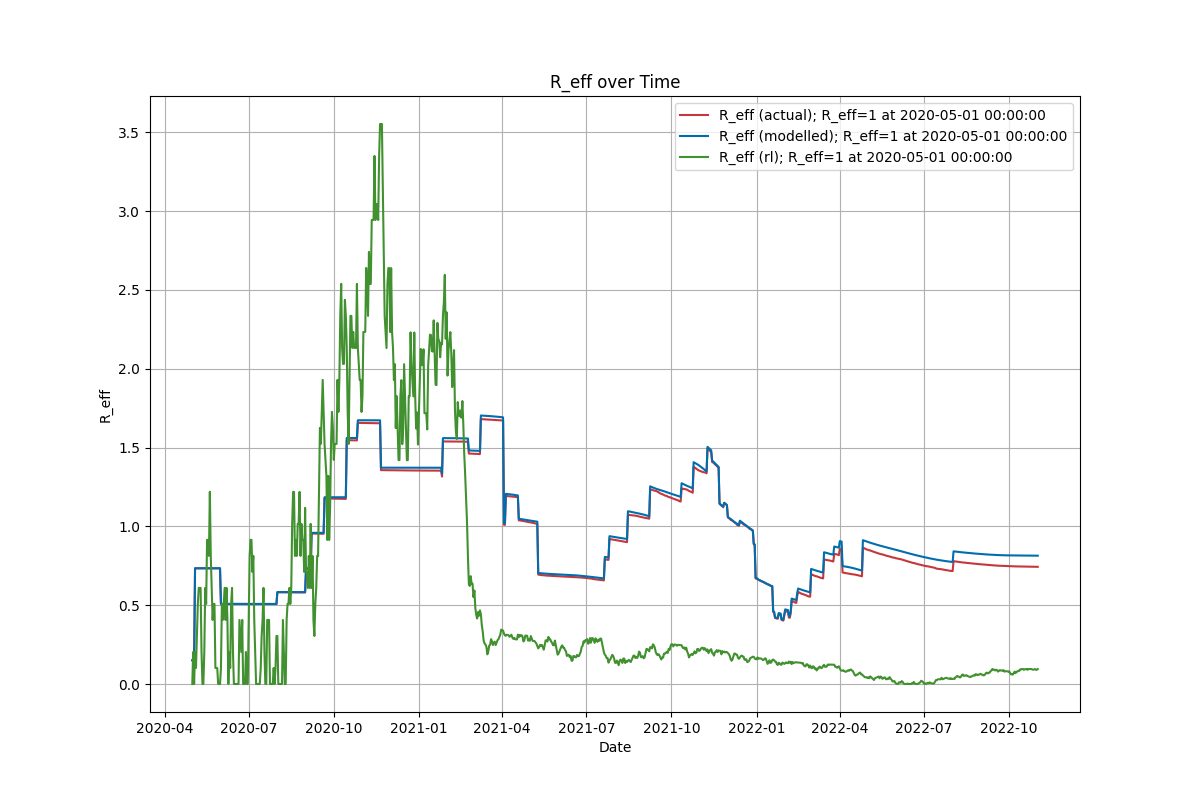 R_eff over Time
R_eff (actual); R_eff=1 at 2020-05-01 00:00:00
R_eff (modelled); R_eff=1 at 2020-05-01 00:00:00
R_eff (rl); R_eff=1 at 2020-05-01 00:00:00
3.5
3.0
2.5
2.0
1.5
1.0
0.5
0.0
R_eff
2020-04 2020-07 2020-10 2021-01 2021-04 2021-07 2021-10 2022-01 2022-04 2022-07 2022-10
Date